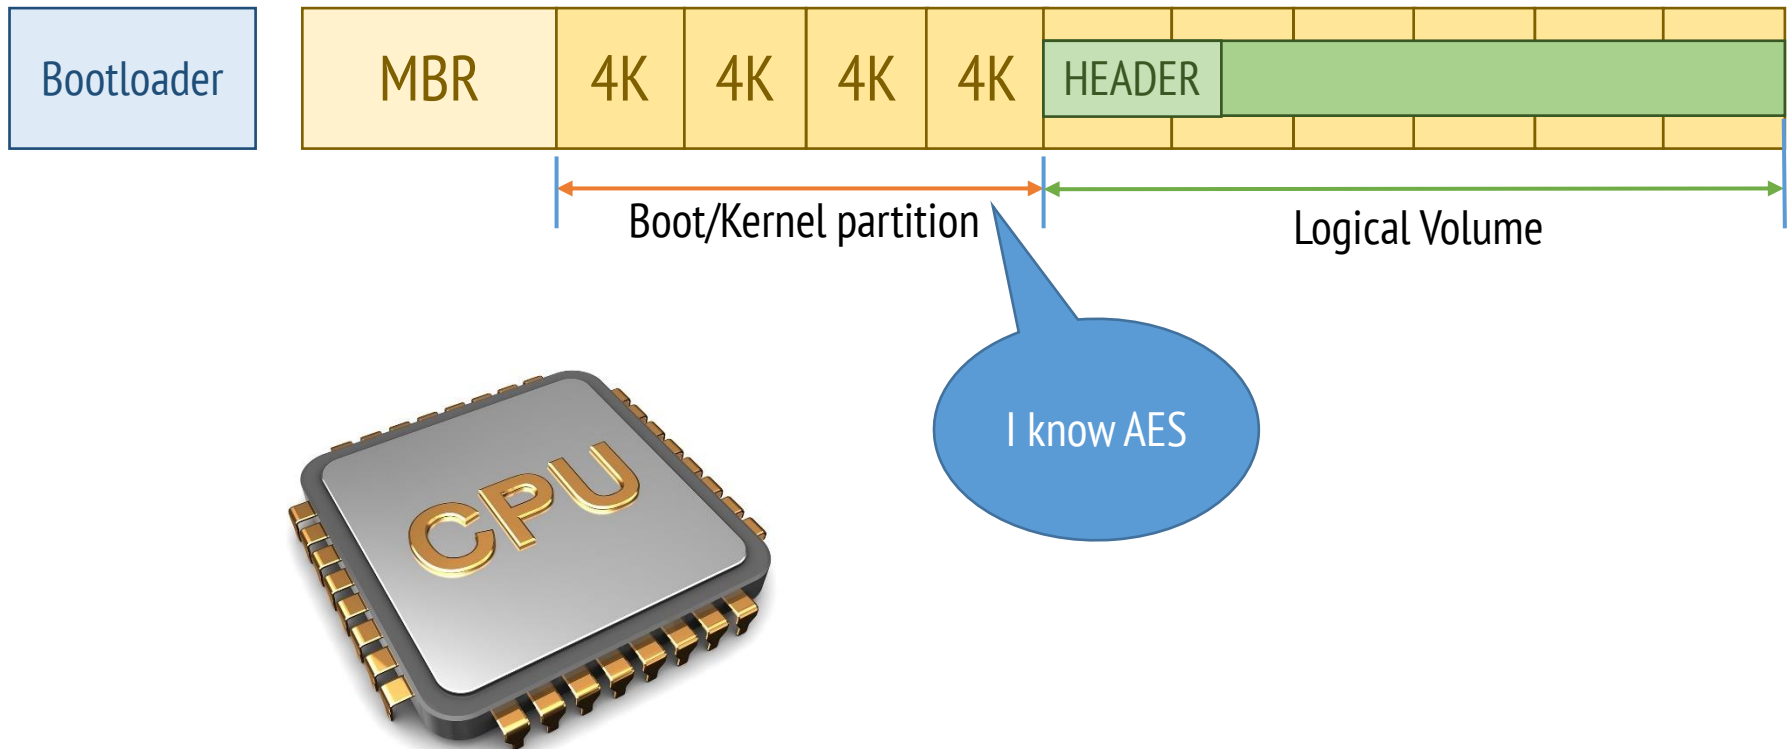 Bootloader
MBR
4K
4K
4K
4K
HEADER
Boot/Kernel partition
Logical Volume
I know AES
CPU